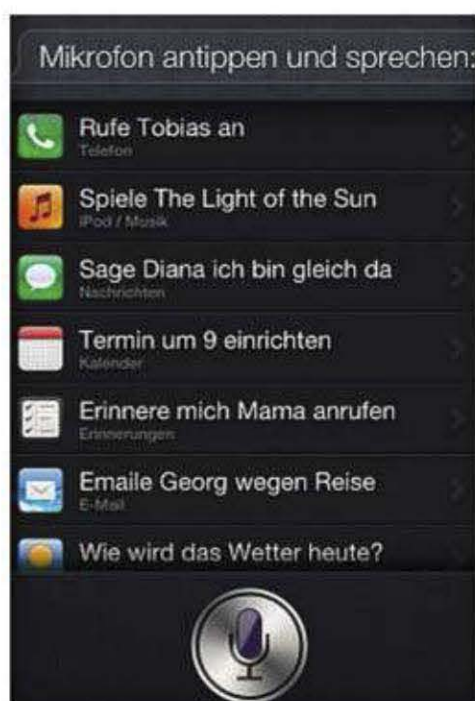 Mikrofon antippen und sprechen:
Rufe Tobias an
Telefon
Spiele The Light of the Sun
iPod / Musik
Sage Diana ich bin gleich da
Nachrichten
Termin um 9 einrichten
Kalender
Erinnere mich Mama anrufen
Erinnerungen
Emaile Georg wegen Reise
E-Mail
Wie wird das Wetter heute?